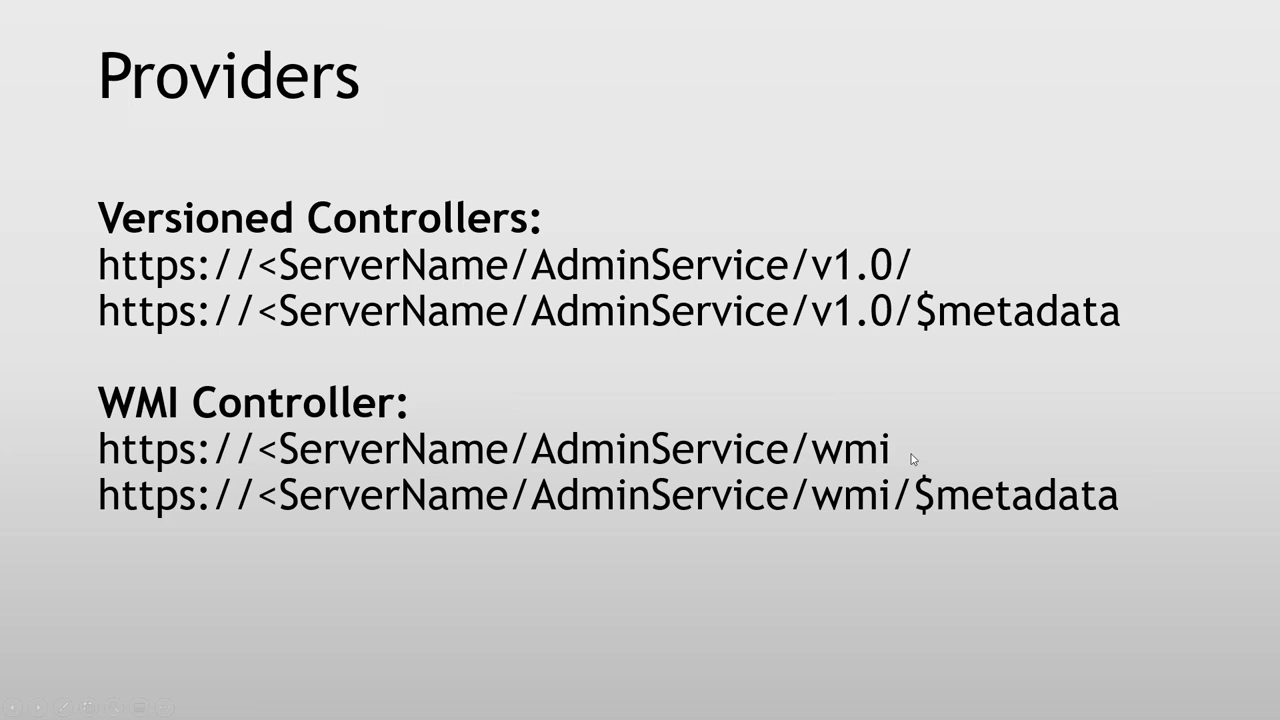 Providers
Versioned Controllers:
https://<ServerName/AdminService/v1.0/
https://<ServerName/AdminService/v1.0/$metadata
WMI Controller:
https://<ServerName/AdminService/wmi
https://<ServerName/AdminService/wmi/$metadata